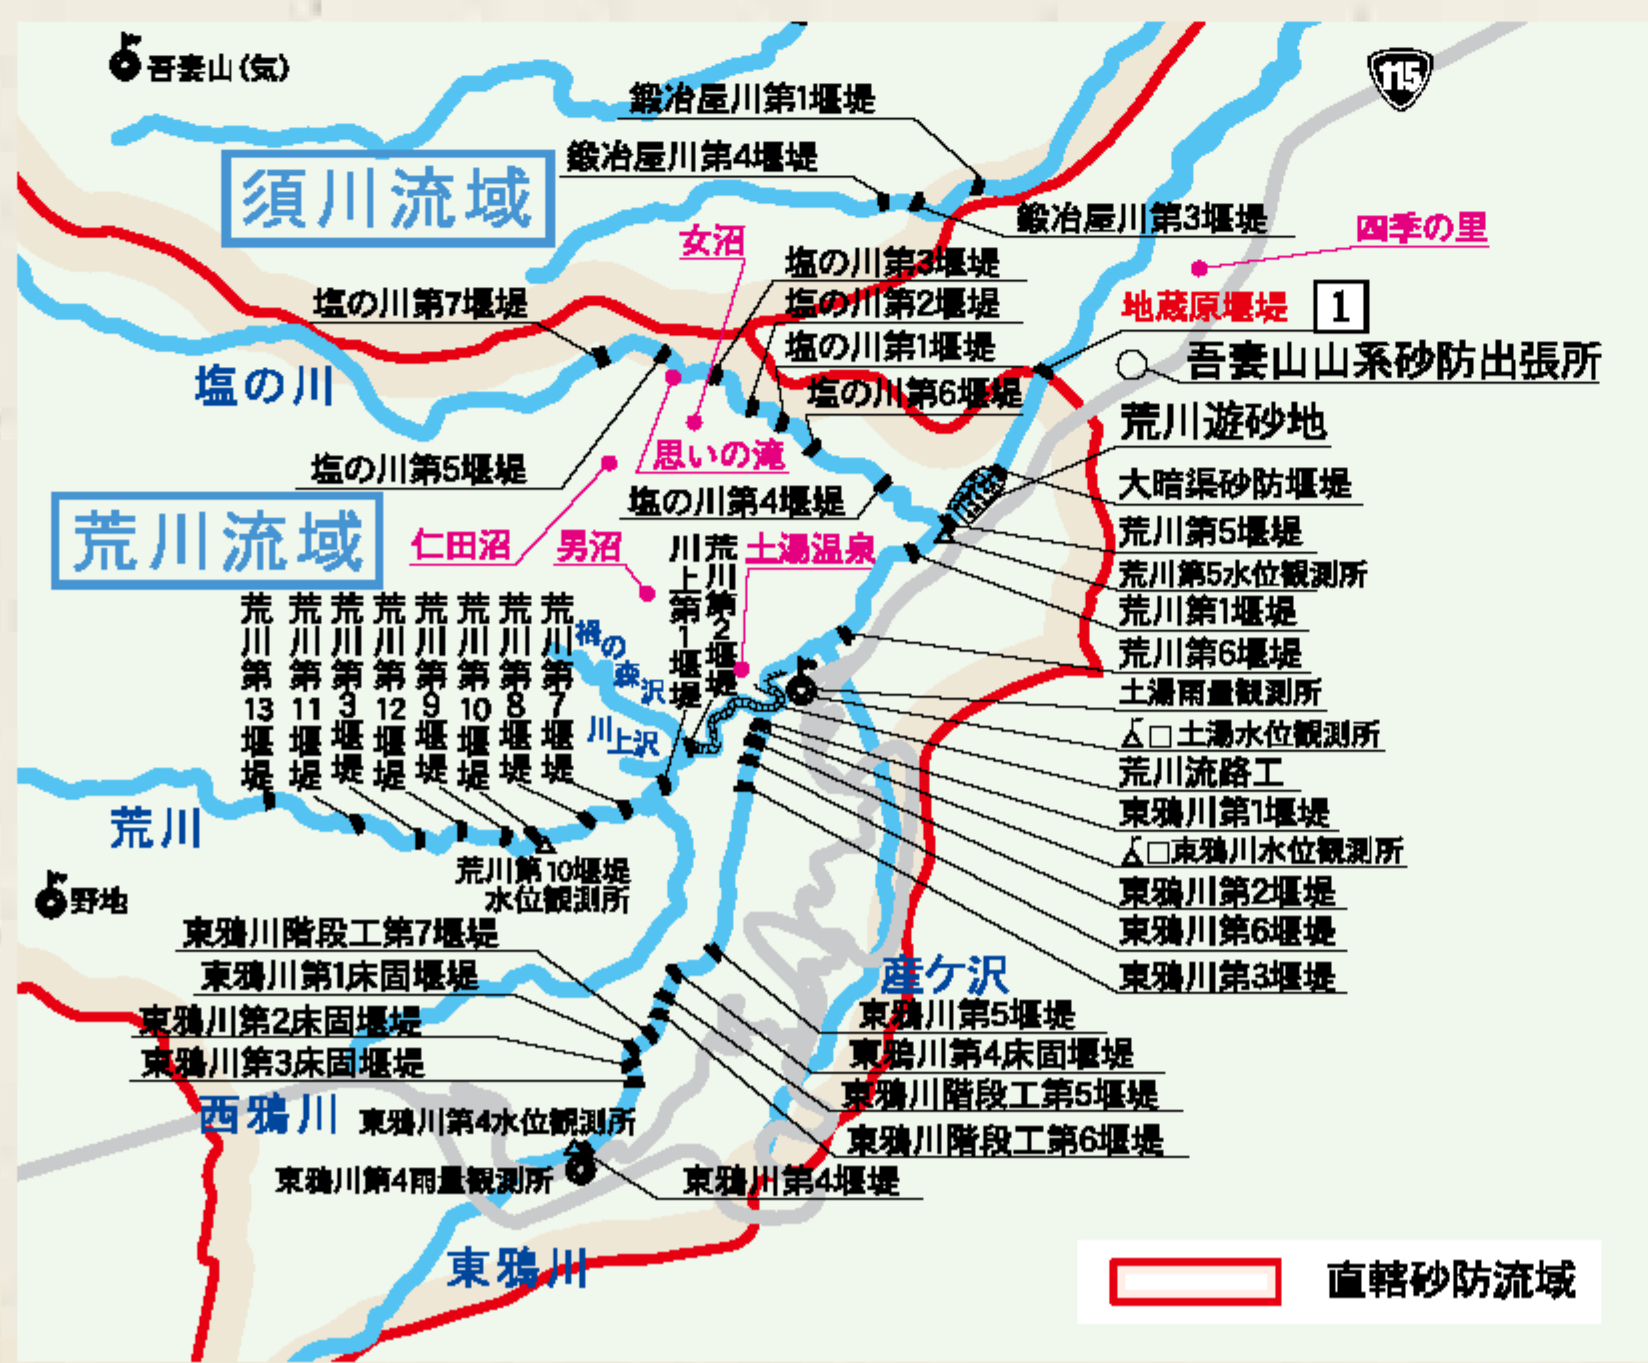 吾妻山(気)
115
鍛冶屋川第1堰堤
鍛冶屋川第4堰堤
須川流域
鍛冶屋川第3堰堤
四季の里
女沼
塩の川第3堰堤
塩の川第7堰堤
塩の川第2堰堤
地蔵原堰堤
1
塩の川第1堰堤
吾妻山山系砂防出張所
塩の川
塩の川第6堰堤
荒川遊砂地
思いの滝
塩の川第5堰堤
大暗渠砂防堰堤
塩の川第4堰堤
荒川流域
荒川第5堰堤
仁田沼
男沼
土湯温泉
川上第1堰堤
荒川第2堰堤
荒川第5水位観測所
荒川第1堰堤
荒川第13堰堤
荒川第11堰堤
荒川第3堰堤
荒川第12堰堤
荒川第9堰堤
荒川第10堰堤
荒川第8堰堤
荒川第7堰堤
の森沢
荒川第6堰堤
土湯雨量観測所
川上沢
土湯水位観測所
荒川流路工
荒川
東鴉川第1堰堤
東鴉川水位観測所
荒川第10堰堤
水位観測所
野地
東鴉川第2堰堤
東鴉川階段工第7堰堤
東鴉川第6堰堤
東鴉川第1床固堰堤
産ケ沢
東鴉川第3堰堤
東鴉川第2床固堰堤
東鴉川第5堰堤
東鴉川第3床固堰堤
東鴉川第4床固堰堤
東鴉川階段工第5堰堤
西鴉川
東鴉川第4水位観測所
東鴉川階段工第6堰堤
東鴉川第4雨量観測所
東鴉川第4堰堤
東鴉川
直轄砂防流域